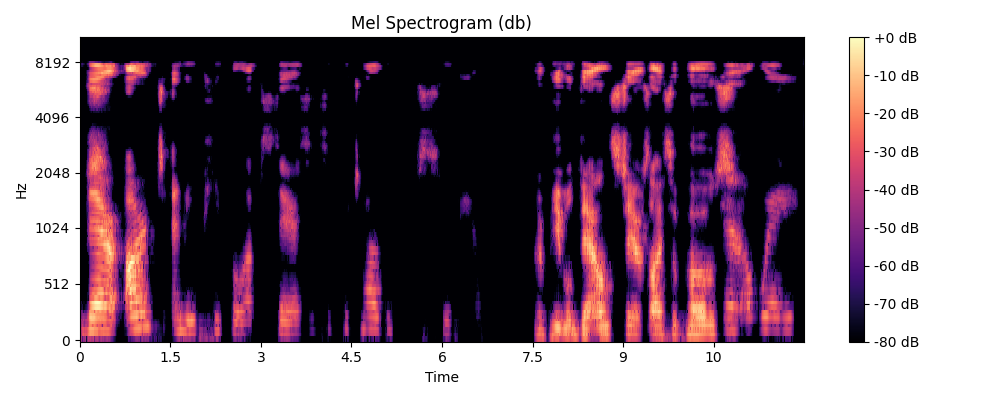 Mel Spectrogram (db)
8192
4096
2048
1024
512
0
Hz
0 1.5 3 4.5 6 7.5 9 10
Time
+0 dB
-10 dB
-20 dB
-30 dB
-40 dB
-50 dB
-60 dB
-70 dB
-80 dB